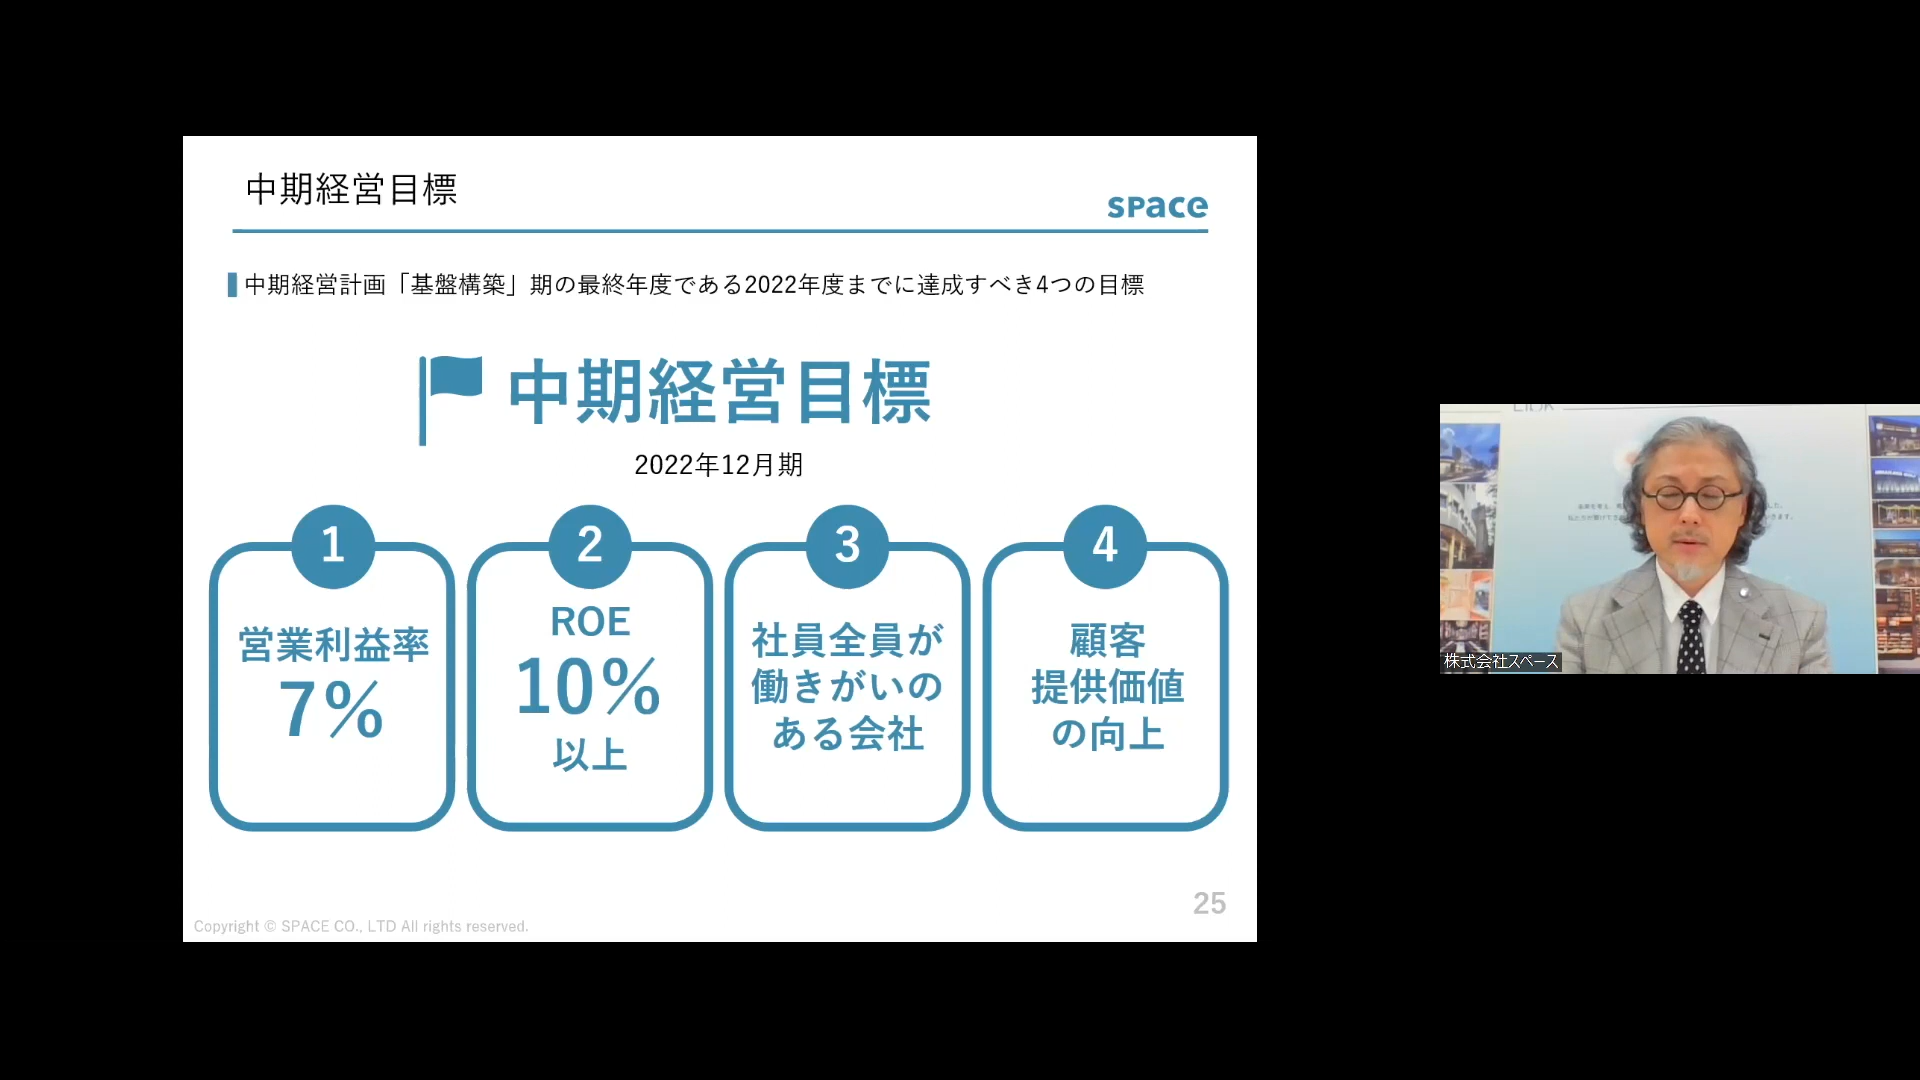 中期経営目標
space
中期経営計画「基盤構築」期の最終年度である2022年度までに達成すべき4つの目標
中期経営目標
2022年12月期
1
営業利益率
7%
2
ROE
10%
以上
3
社員全員が
働きがいの
ある会社
4
顧客
提供価値
の向上
25
Copyright © SPACE CO., LTD All rights reserved.
株式会社スペース